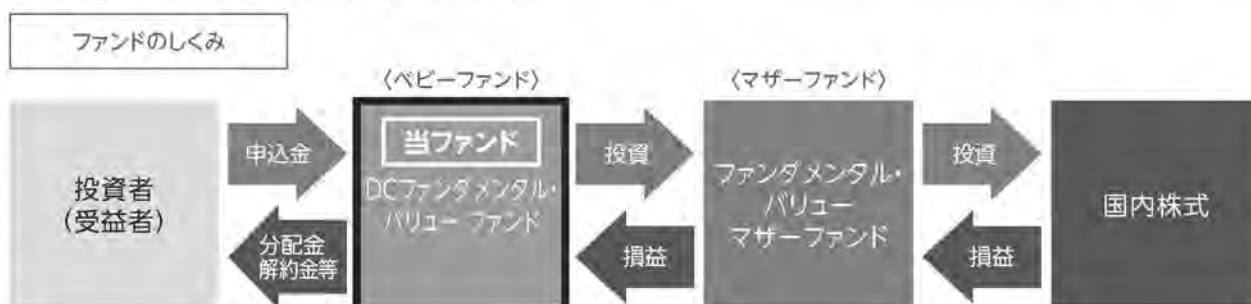 ファンドのしくみ
〈ベビーファンド〉
〈マザーファンド〉
投資者
(受益者)
申込金
分配金
解約金等
当ファンド
DCファンダメンタル・
バリュー ファンド
投資
損益
ファンダメンタル・
バリュー
マザーファンド
投資
損益
国内株式